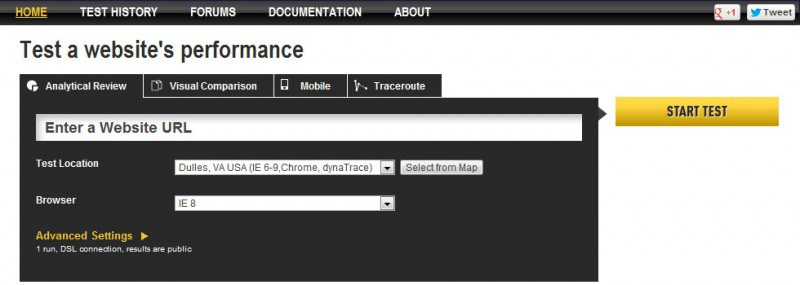 HOME TEST HISTORY FORUMS DOCUMENTATION ABOUT g +1 Tweet
Test a website's performance
Analytical Review Visual Comparison Mobile Traceroute
START TEST
Enter a Website URL
Test Location Dulles, VA USA (IE 6-9,Chrome, dynaTrace) Select from Map
Browser IE 8
Advanced Settings
1 run, DSL connection, results are public